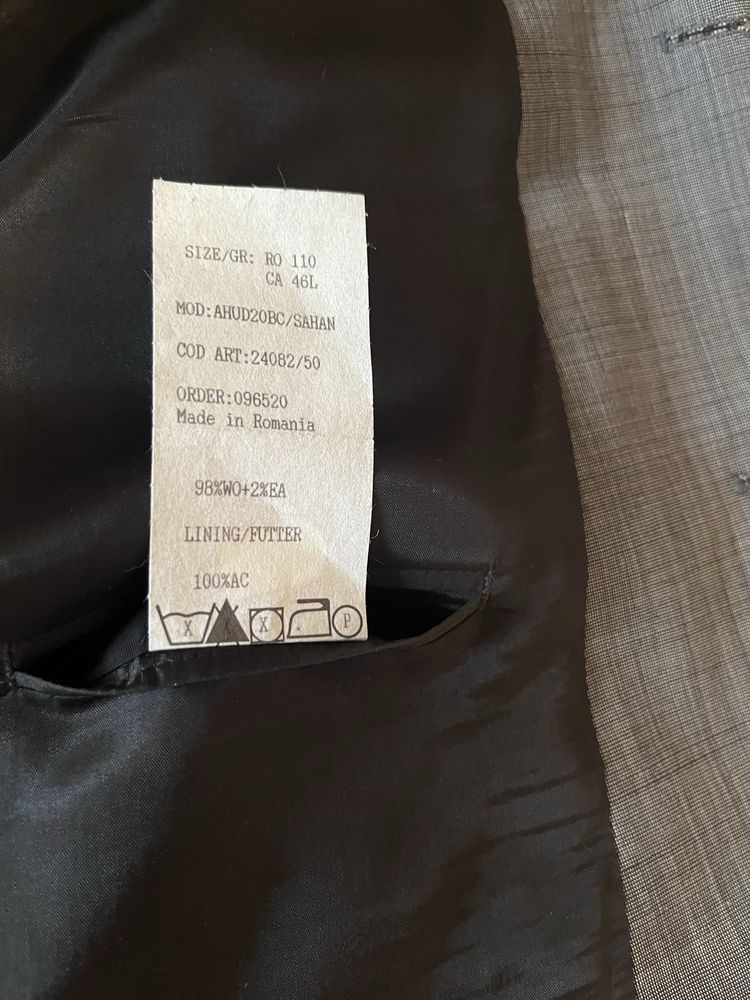 SIZE/GR: RO 110
CA 46L
MOD:AHUD20BC/SAHAN
COD ART:24082/50
ORDER:096520
Made in Romania
98%WO+2%EA
LINING/FUTTER
100%AC
P